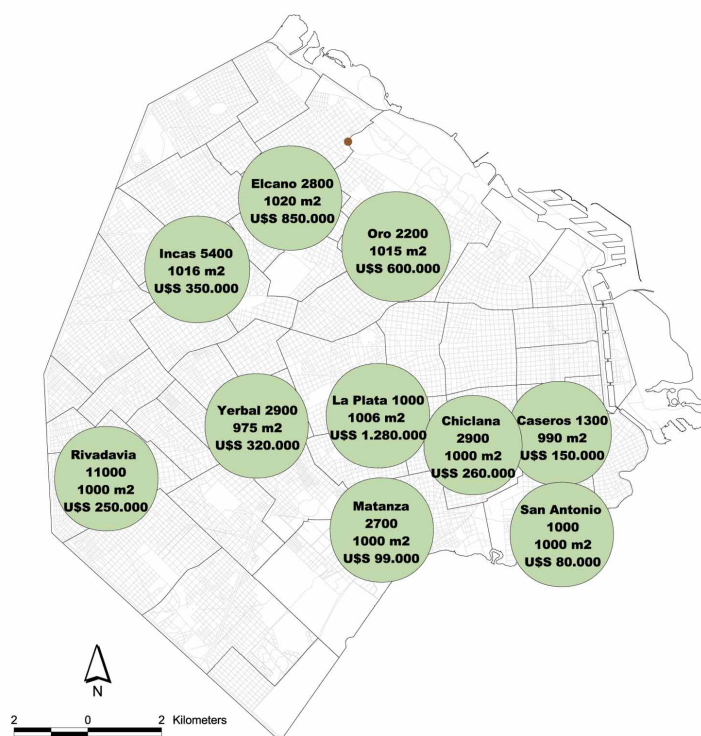 Elcano 2800
1020 m2
U$S 850.000
Oro 2200
1015 m2
U$S 600.000
Incas 5400
1016 m2
U$S 350.000
Yerbal 2900
975 m2
U$S 320.000
La Plata 1000
1006 m2
U$S 1.280.000
Chiclana
2900
1000 m2
U$S 260.000
Caseros 1300
990 m2
U$S 150.000
Rivadavia
11000
1000 m2
U$S 250.000
Matanza
2700
1000 m2
U$S 99.000
San Antonio
1000
1000 m2
U$S 80.000
N
2 0 2 Kilometers